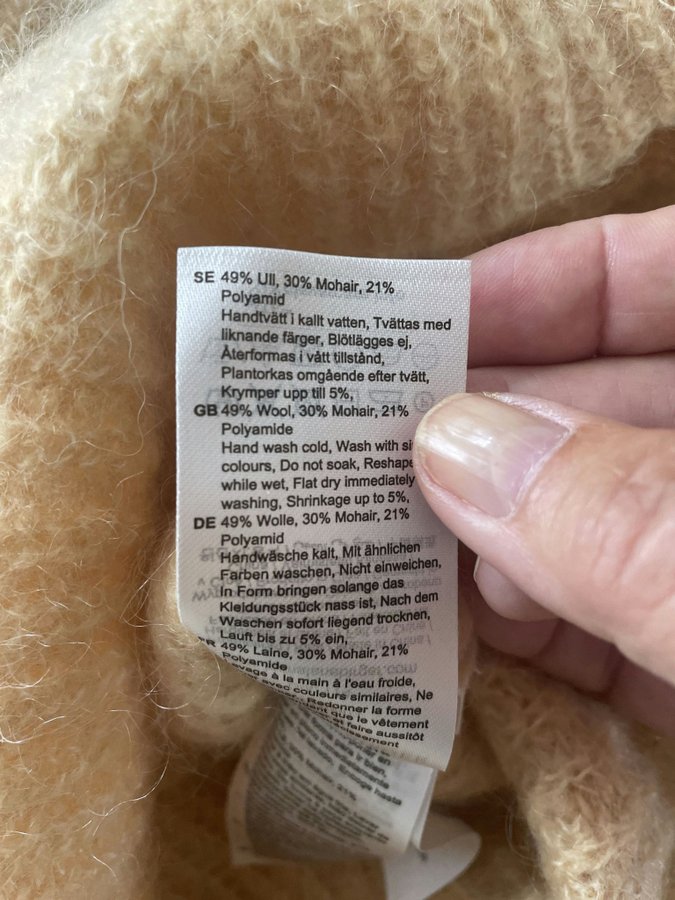 SE 49% Ull, 30% Mohair, 21%
Polyamid
Handtvätt i kallt vatten, Tvättas med
liknande färger, Blötlägges ej,
Återformas i vått tillstånd,
Plantorkas omgående efter tvätt,
Krymper upp till 5%,
GB 49% Wool, 30% Mohair, 21%
Polyamide
Hand wash cold, Wash with
colours, Do not soak, Reshape
while wet, Flat dry immediately
washing, Shrinkage up to 5%,
DE 49% Wolle, 30% Mohair, 21%
Polyamid
Handwäsche kalt, Mit ähnlichen
Farben waschen, Nicht einweichen,
In Form bringen solange das
Kleidungsstück nass ist, Nach dem
Waschen sofort liegend trocknen,
Lauft bis zu 5% ein,
49% Laine, 30% Mohair, 21%
Polyamide
à la main à l'eau froide,
avec couleurs similaires, Ne
Redonner la forme
que le vêtement
et faire aussitôt